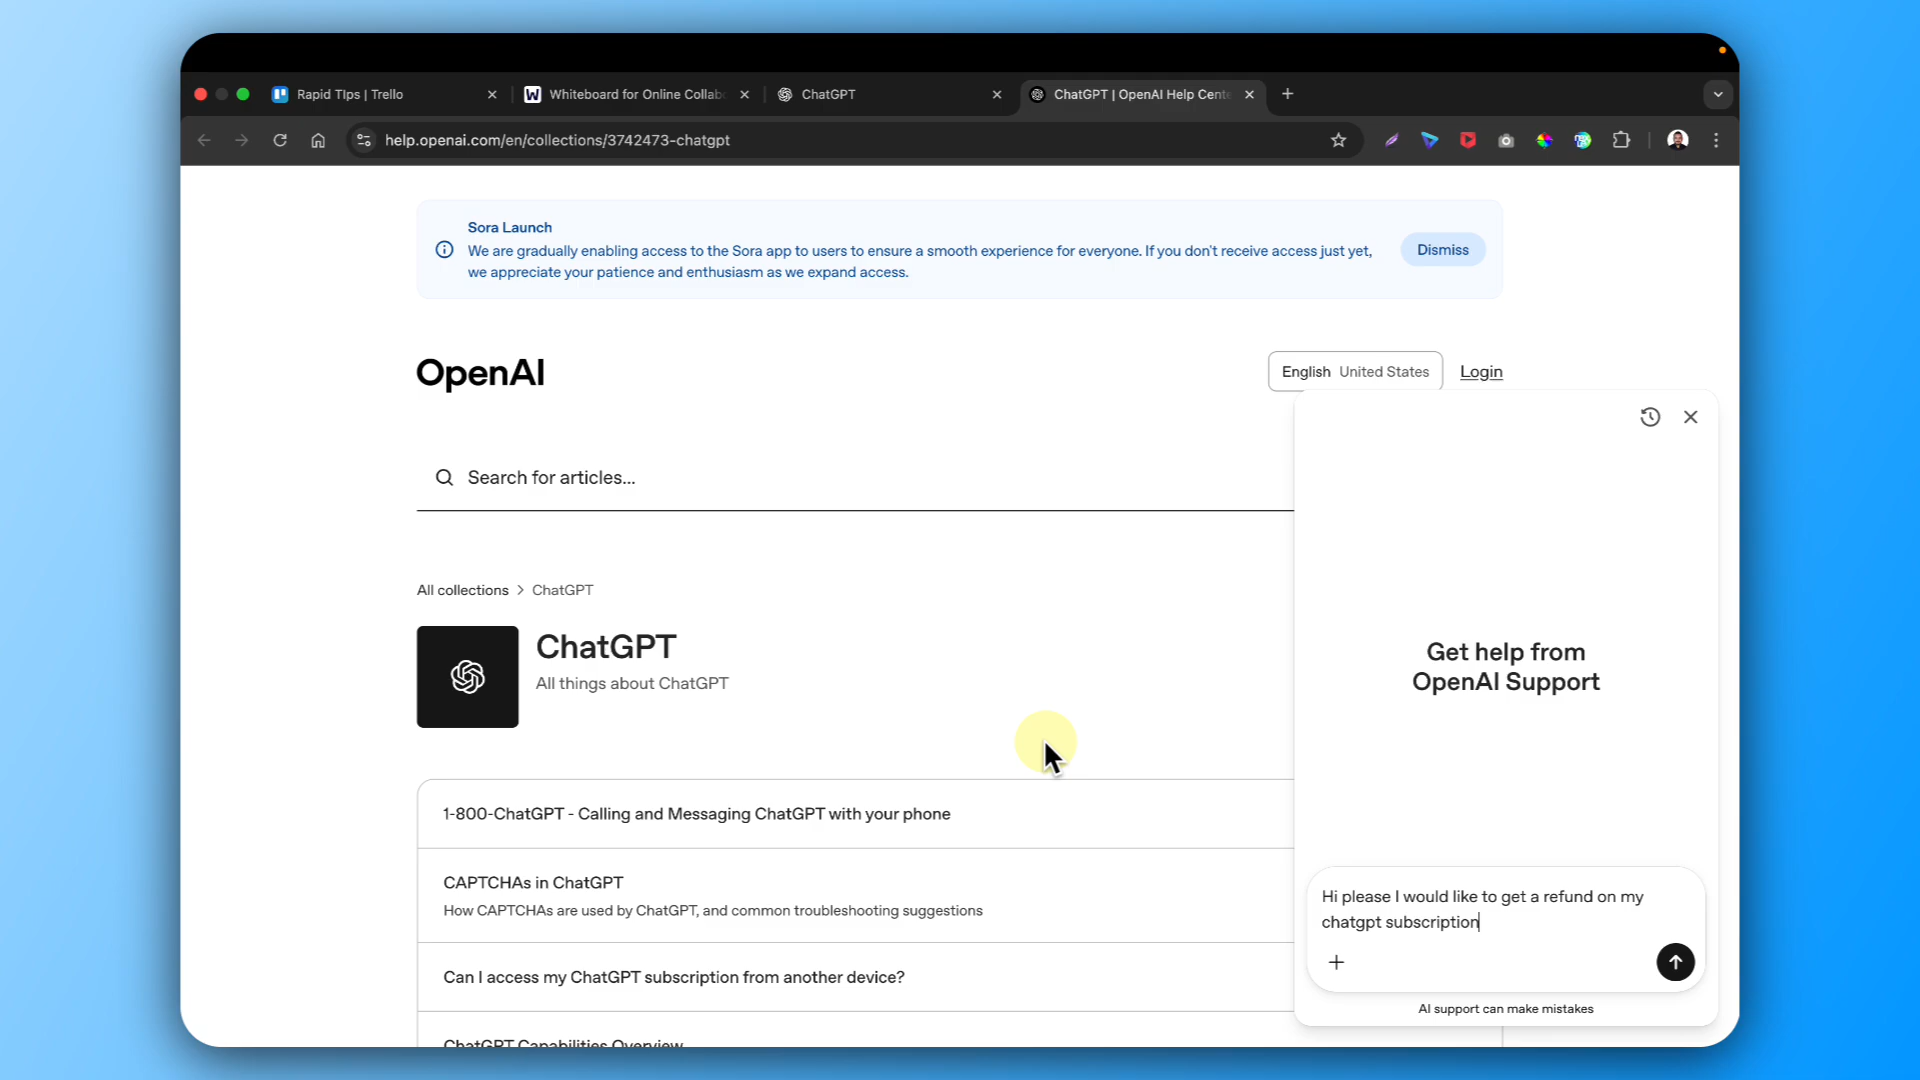 Rapid TIps | Trello
Whiteboard for Online Collabo
ChatGPT
ChatGPT | OpenAI Help Cente
help.openai.com/en/collections/3742473-chatgpt
Sora Launch
We are gradually enabling access to the Sora app to users to ensure a smooth experience for everyone. If you don't receive access just yet,
we appreciate your patience and enthusiasm as we expand access.
Dismiss
OpenAI
English United States
Login
Search for articles...
All collections > ChatGPT
ChatGPT
All things about ChatGPT
1-800-ChatGPT - Calling and Messaging ChatGPT with your phone
CAPTCHAs in ChatGPT
How CAPTCHAs are used by ChatGPT, and common troubleshooting suggestions
Can I access my ChatGPT subscription from another device?
ChatGPT Capabilities Overview
Get help from
OpenAI Support
Hi please I would like to get a refund on my
chatgpt subscription
AI support can make mistakes